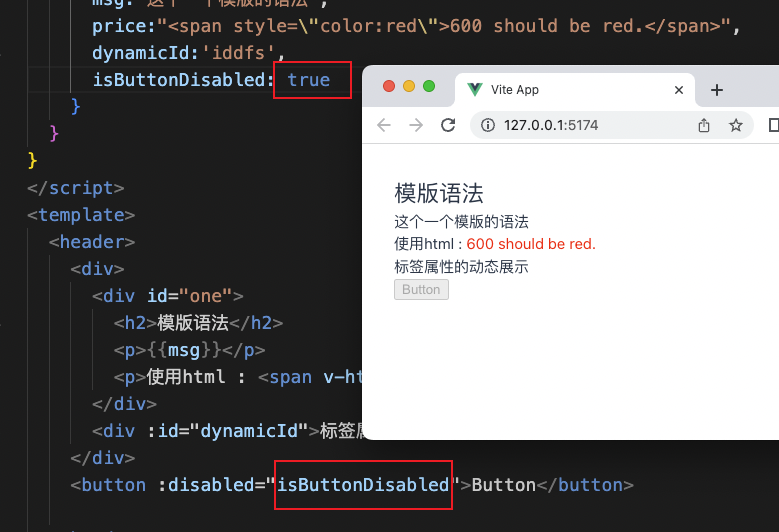 msg:"这个一个模版的语法",
price:"<span style=\"color:red\">600 should be red.</span>",
dynamicId:'iddfs',
isButtonDisabled: true
}
}
}
</script>
<template>
<header>
<div>
<div id="one">
<h2>模版语法</h2>
<p>{{msg}}</p>
<p>使用html : <span v-ht
</div>
<div :id="dynamicId">标签属
</div>
<button :disabled="isButtonDisabled">Button</button>
Vite App
127.0.0.1:5174
模版语法
这个一个模版的语法
使用html : 600 should be red.
标签属性的动态展示
Button